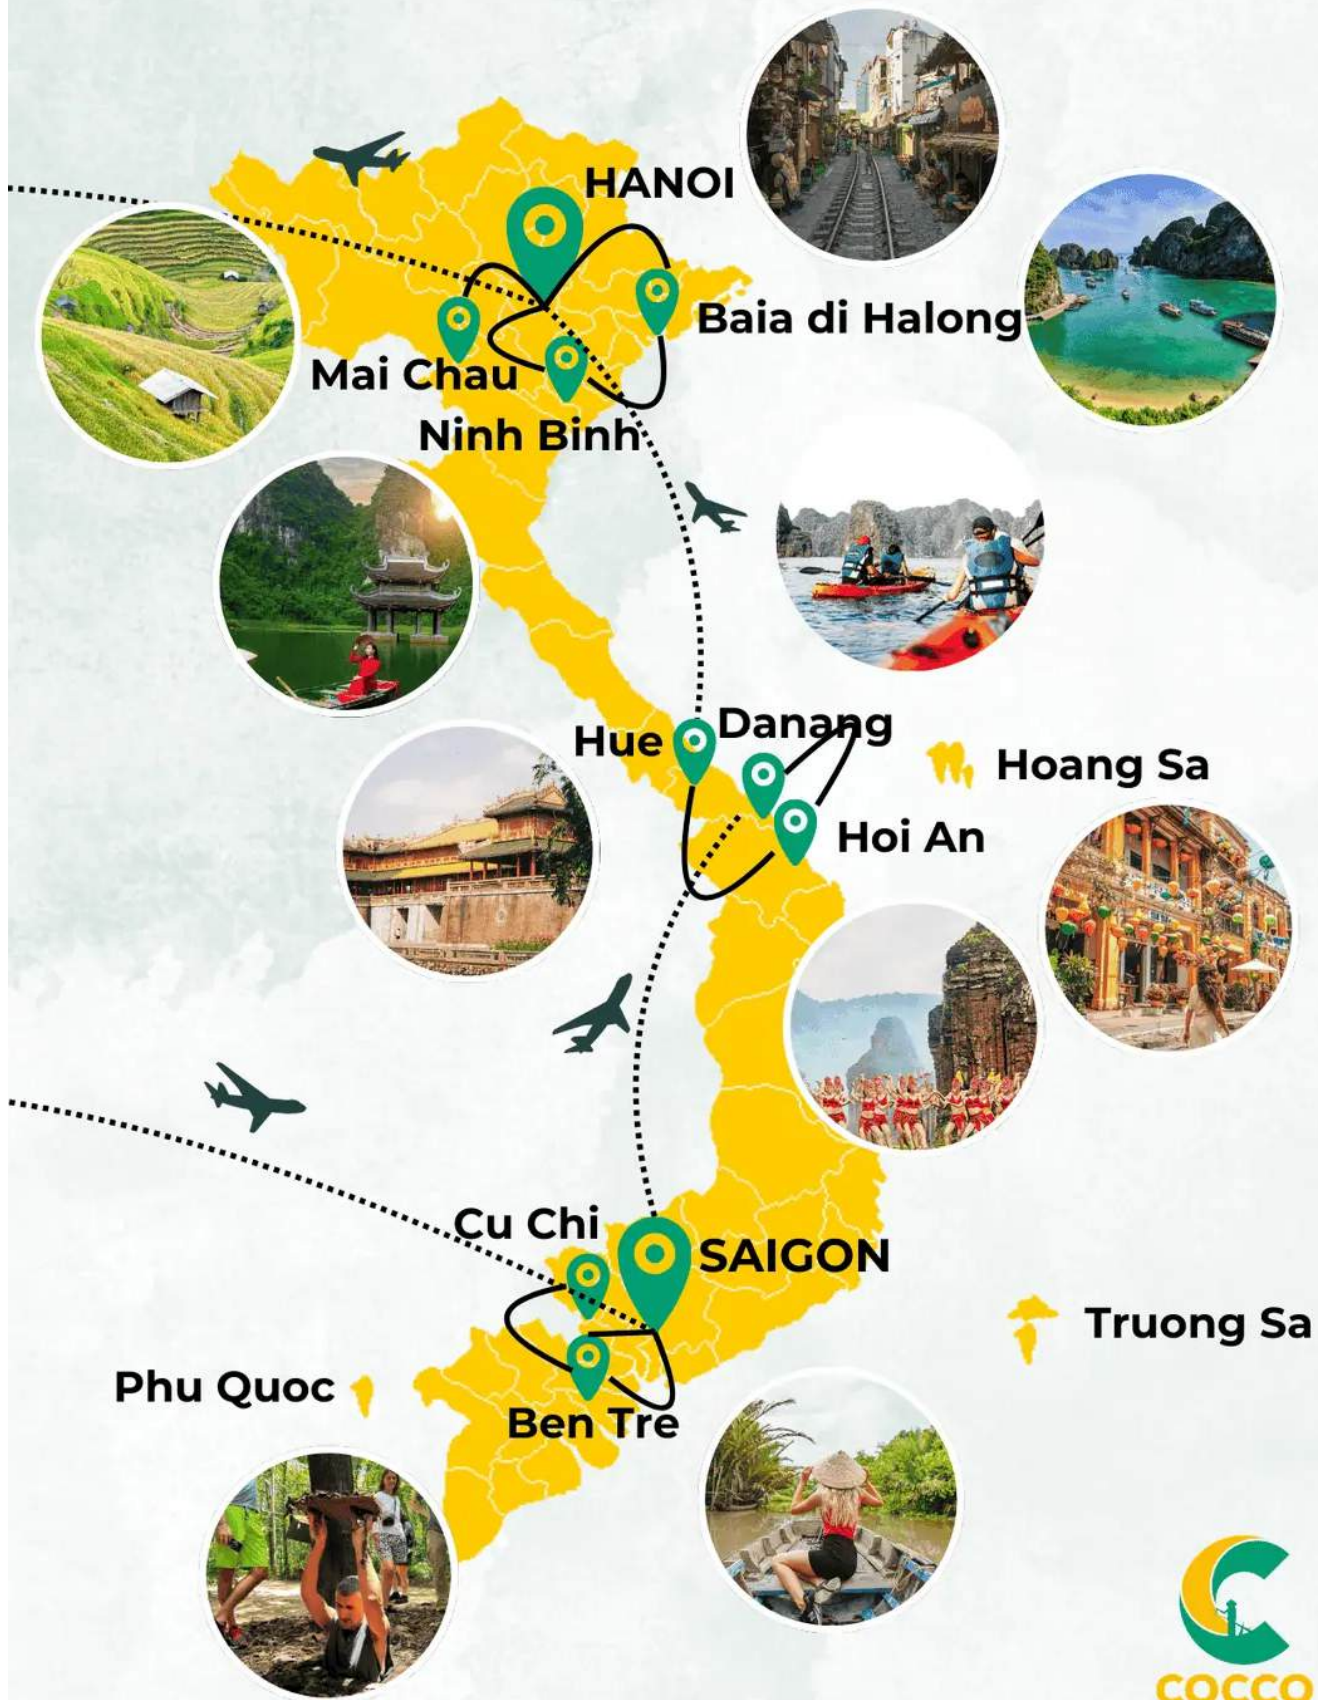 HANOI
Baia di Halong
Mai Chau
Ninh Binh
Danang
Hue
Hoang Sa
Hoi An
Cu Chi
SAIGON
Truong Sa
Phu Quoc
Ben Tre
COCCO